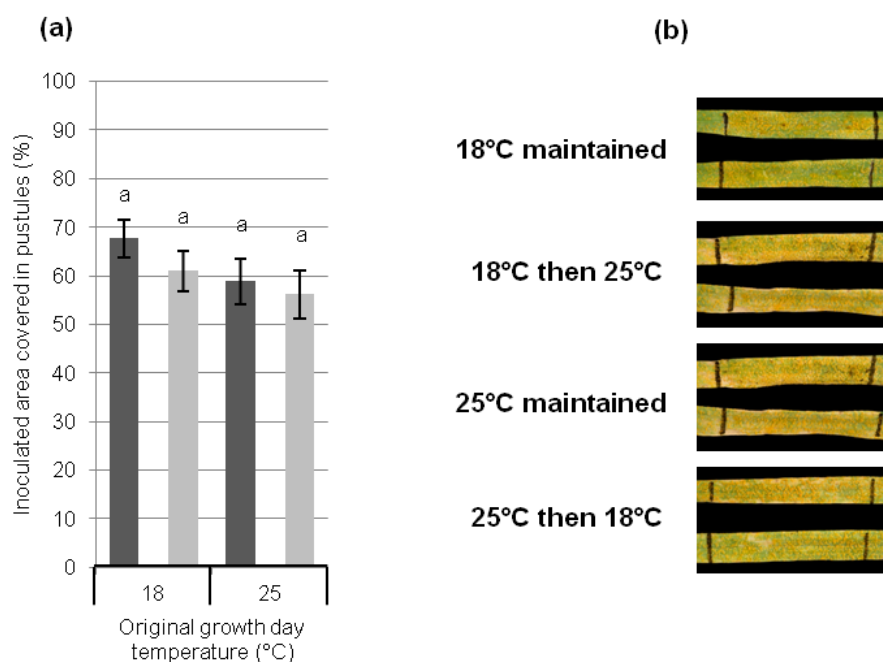 (a)
Inoculated area covered in pustules (%)
100
90
80
70
60
50
40
30
20
10
0
a
a
a
a
18
25
Original growth day
temperature (°C)
(b)
18°C maintained
18°C then 25°C
25°C maintained
25°C then 18°C